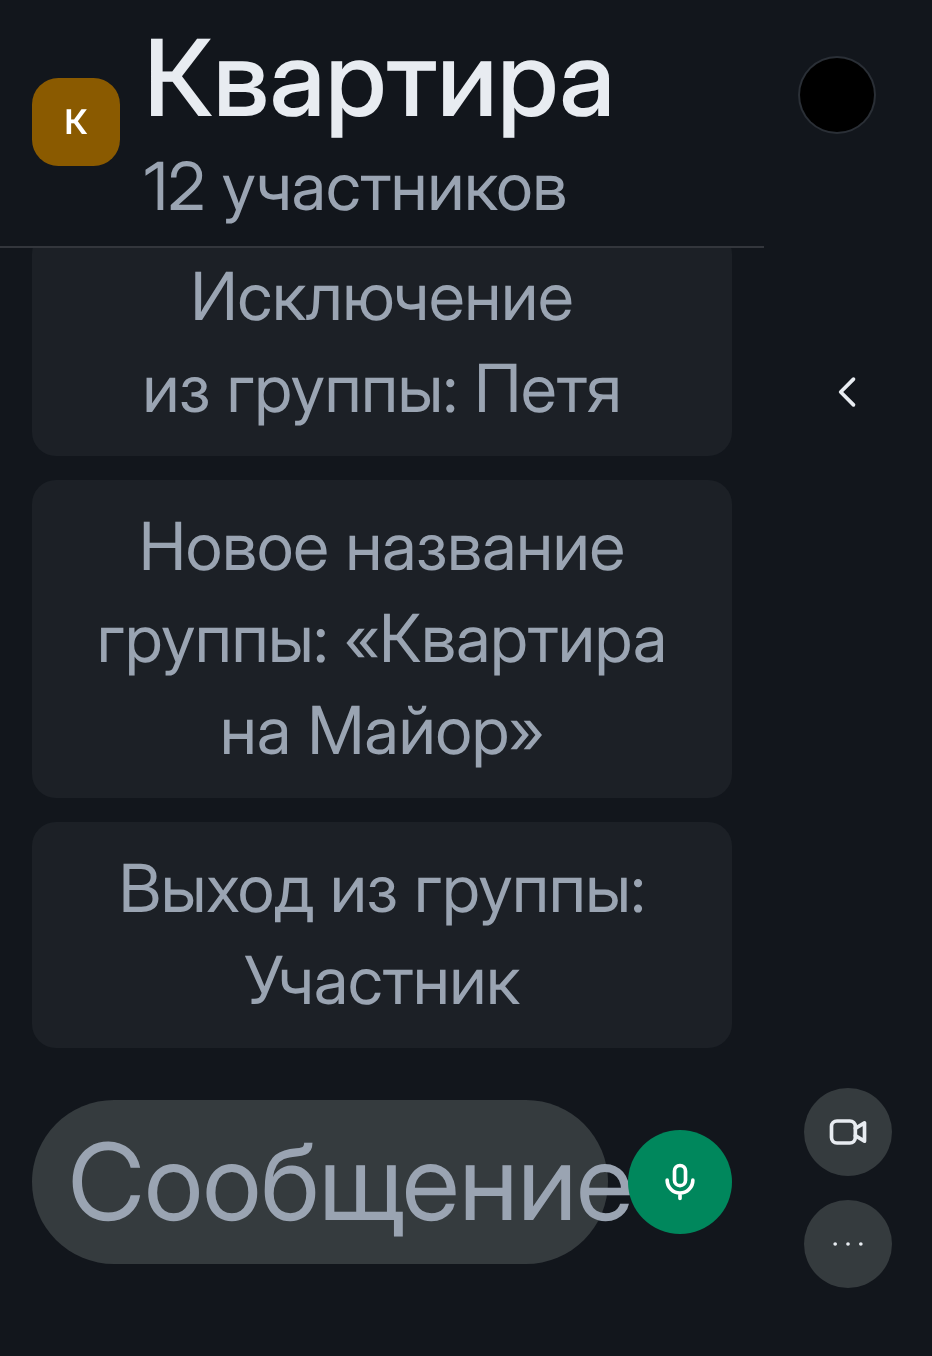 К
Квартира
12 участников
Исключение
из группы: Петя
Новое название
группы: «Квартира
на Майор»
Выход из группы:
Участник
Сообщение